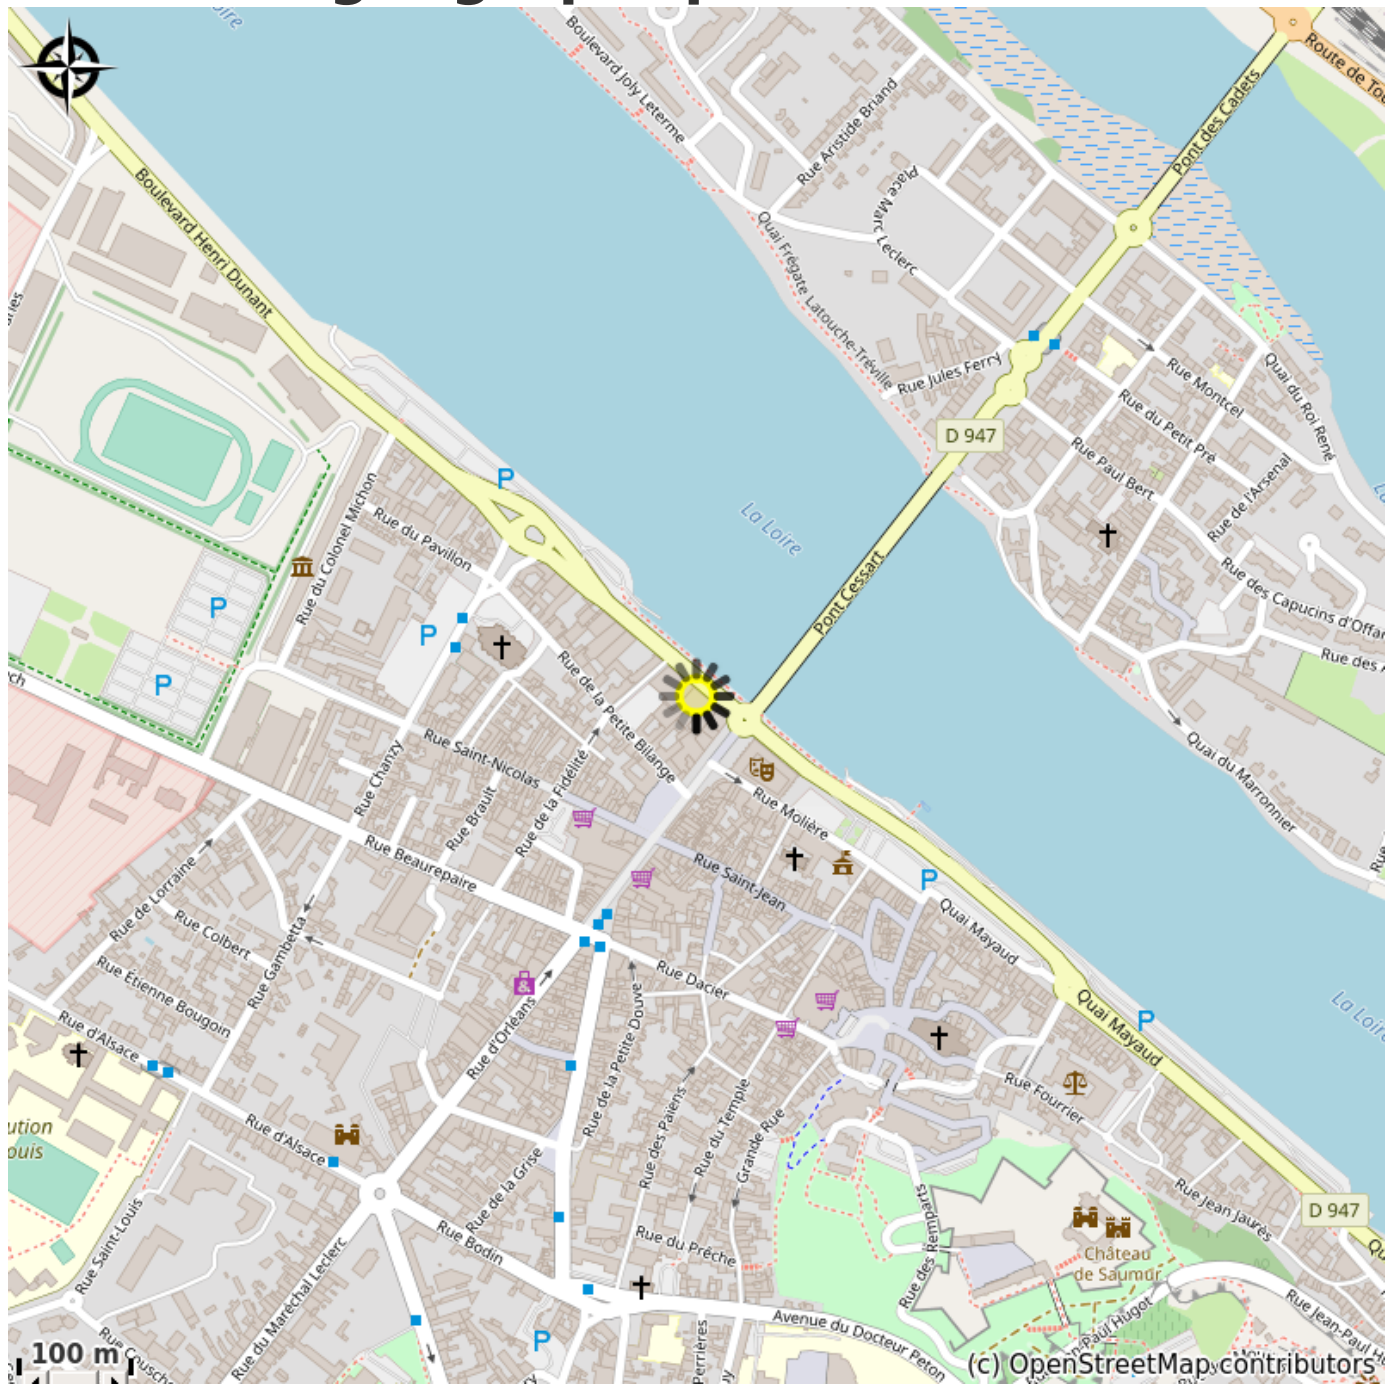 Boulevard Joly Leterme
Rue Aristide Briand
Place Marc Leclerc
Pont des Cadets
Boulevard Henri Dunant
Quai Frégate Latouche-Tréville
Rue Jules Ferry
D 947
Rue Montcel
Quai du Roi René
Rue du Petit Pré
Rue Paul Bert
Rue de l'Arsenal
La Loire
Pont Cessart
Rue du Colonel Michon
Rue du Pavillon
P
P
P
P
Rue des Capucins d'Offar
Rue des
Quai du Marronnier
Rue de la Petite Bilange
Rue Saint-Nicolas
Rue Chanzy
Rue Brault
Rue de la Fidélité
Rue Molière
Rue Beaurepaire
Rue Saint-Jean
Rue de Lorraine
Rue Colbert
Rue Gambetta
Rue Étienne Bougoin
P
Quai Mayaud
Rue Dacier
P
Quai Mayaud
Rue d'Alsace
Rue d'Orléans
Rue de la Petite Douve
Rue des Païens
Rue du Temple
Grande Rue
Rue Fourrier
Rue d'Alsace
Rue de la Grise
Rue Saint-Louis
Rue du Maréchal Leclerc
Rue Bodin
Rue du Prêche
Rue des Remparts
Rue Jean Jaurès
D 947
Château
de Saumur
Avenue du Docteur Peton
P
100 m
(c) OpenStreetMap contributors